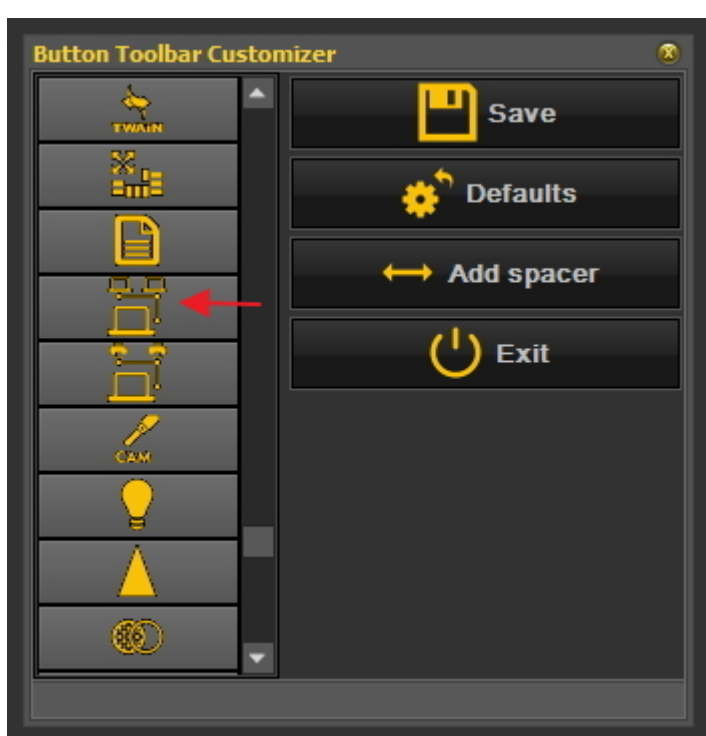 Button Toolbar Customizer
TWAIN
Save
Defaults
Add spacer
Exit
CAM